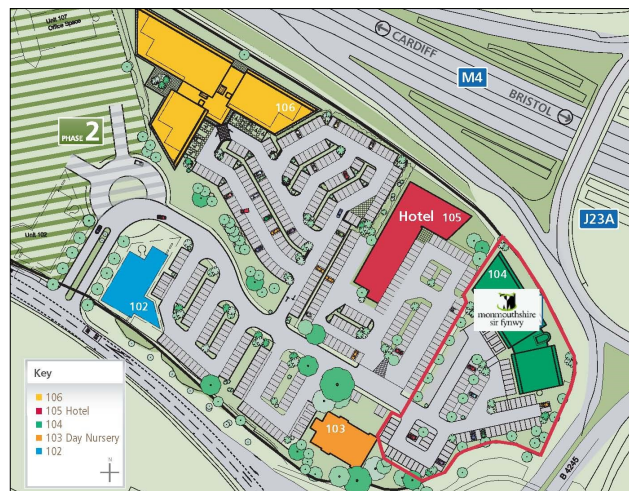 Unit 107
Office Space
CARDIFF
M4
BRISTOL
106
PHASE 2
Hotel 105
J23A
Unit 102
104
monmouthshire
sir fynwy
102
103
B 4245
Key
106
105 Hotel
104
103 Day Nursery
102
N